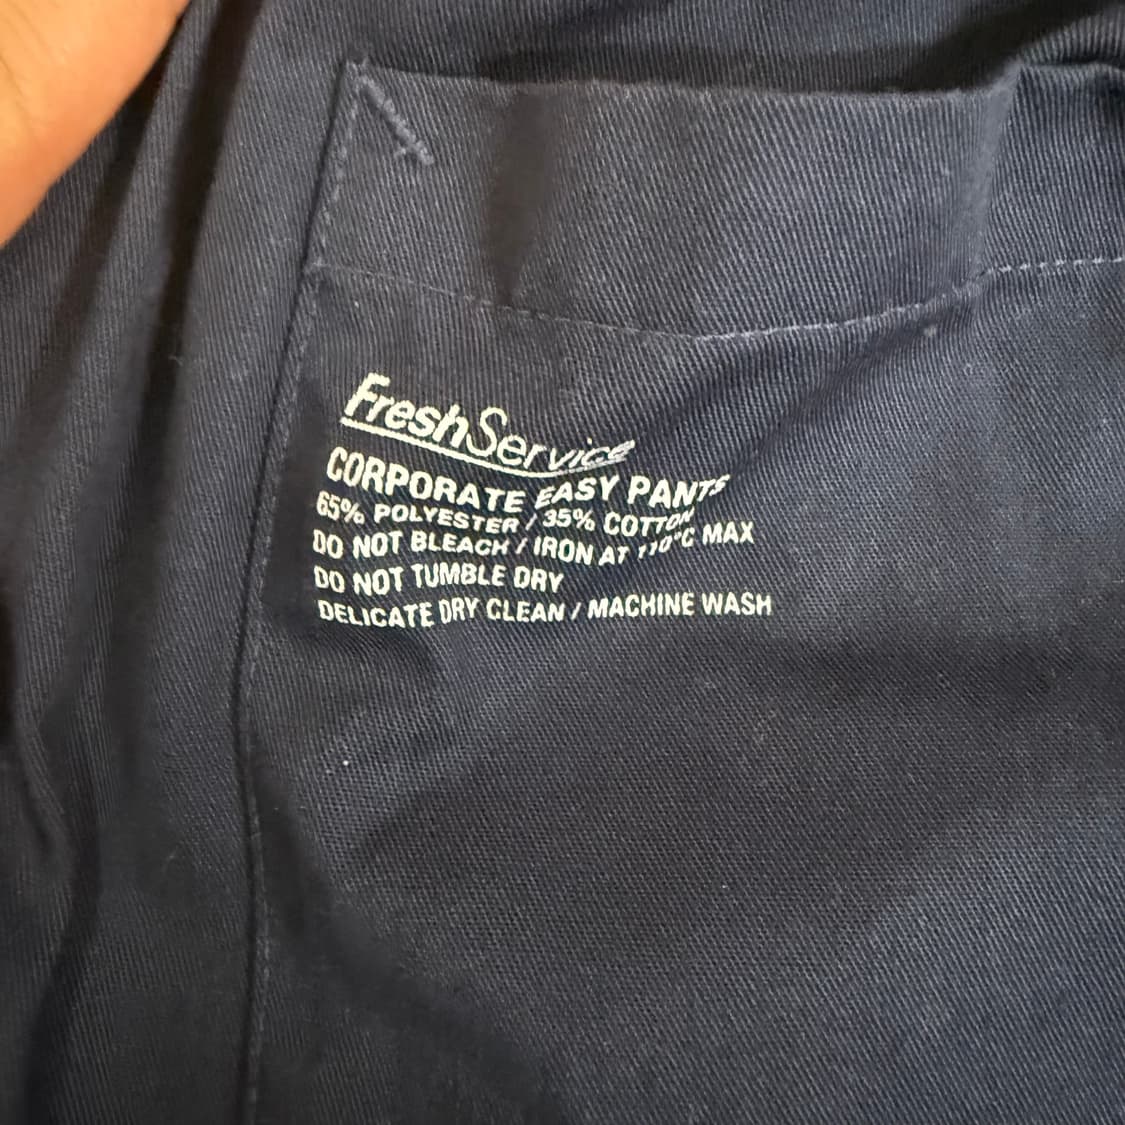 FreshService
CORPORATE EASY PANTS
65% POLYESTER / 35% COTTON
DO NOT BLEACH / IRON AT 110°C MAX
DO NOT TUMBLE DRY
DELICATE DRY CLEAN / MACHINE WASH